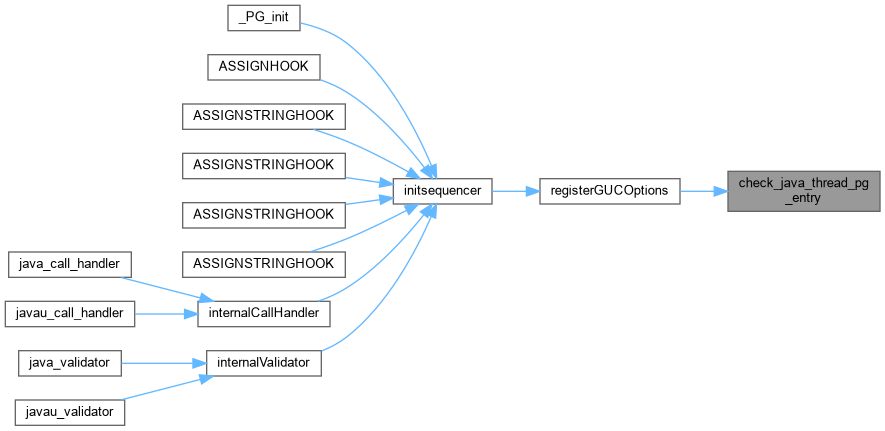 _PG_init
ASSIGNHOOK
ASSIGNSTRINGHOOK
ASSIGNSTRINGHOOK
initsequencer
registerGUCOptions
check_java_thread_pg
_entry
ASSIGNSTRINGHOOK
ASSIGNSTRINGHOOK
java_call_handler
javau_call_handler
internalCallHandler
java_validator
internalValidator
javau_validator